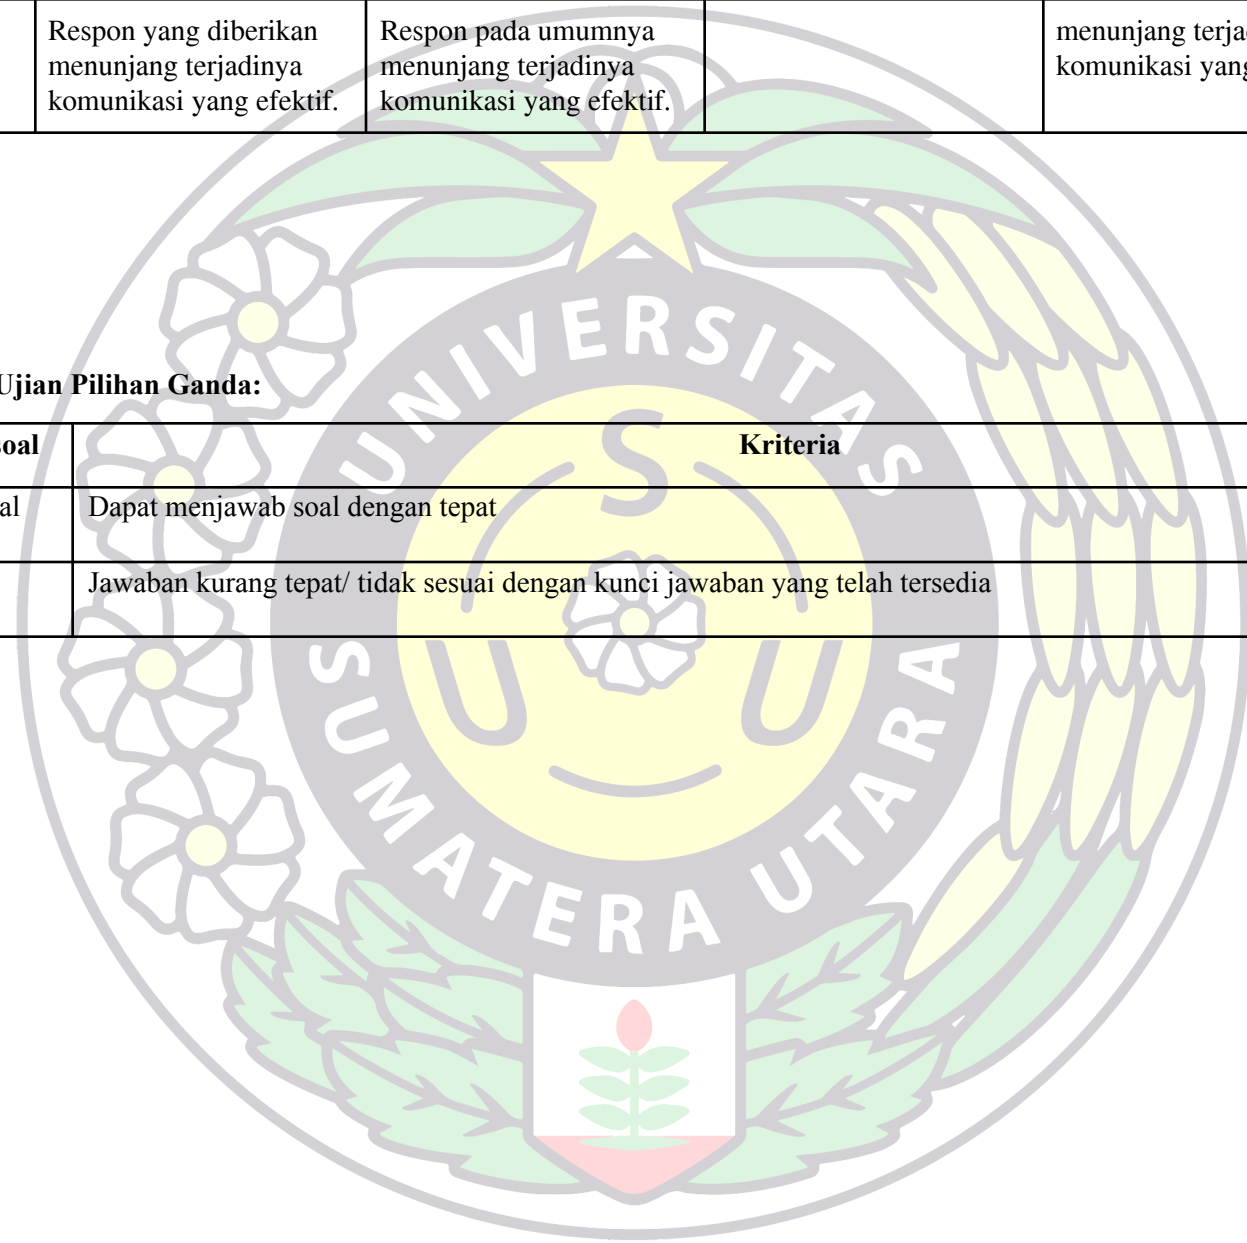 Respon yang diberikan
menunjang terjadinya
komunikasi yang efektif.
Respon pada umumnya
menunjang terjadinya
komunikasi yang efektif.
menunjang terja
komunikasi yang
Ujian Pilihan Ganda:
soal
Kriteria
al
Dapat menjawab soal dengan tepat
Jawaban kurang tepat/ tidak sesuai dengan kunci jawaban yang telah tersedia
UNIVERSITAS
S
U U
SUMATERA UTARA